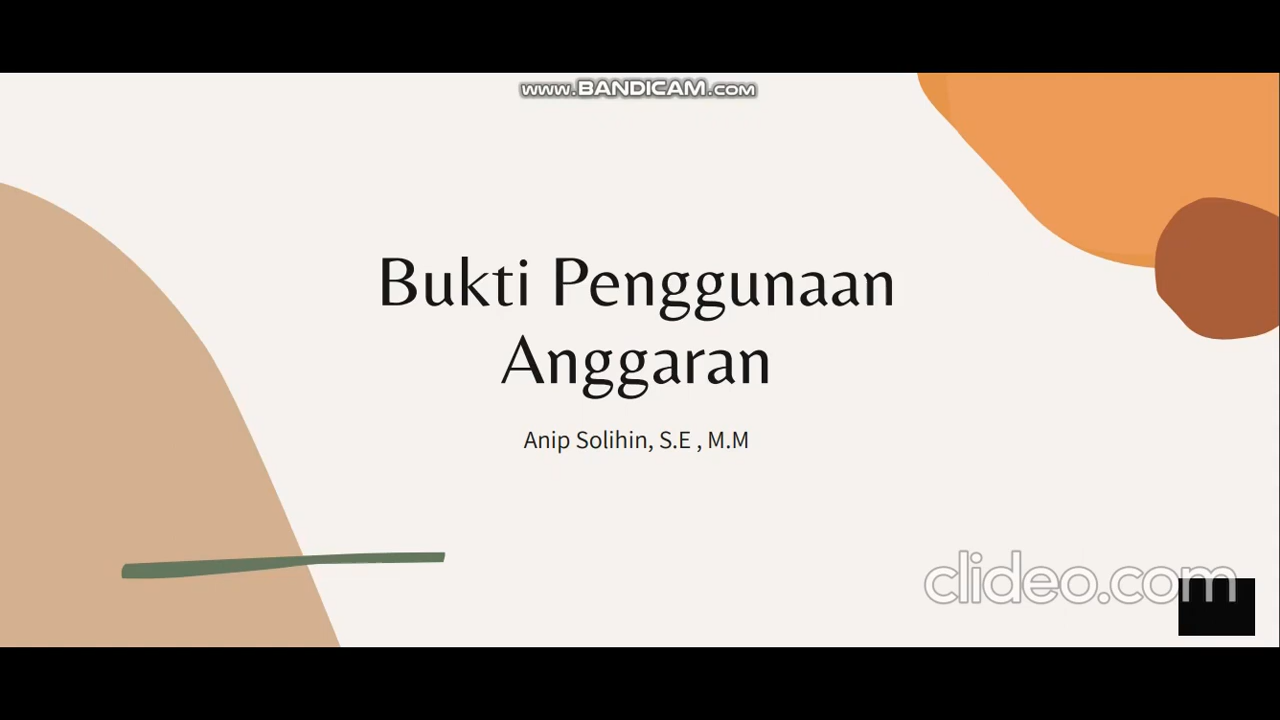 www.BANDICAM.com
Bukti Penggunaan
Anggaran
Anip Solihin, S.E , M.M
clideo.com